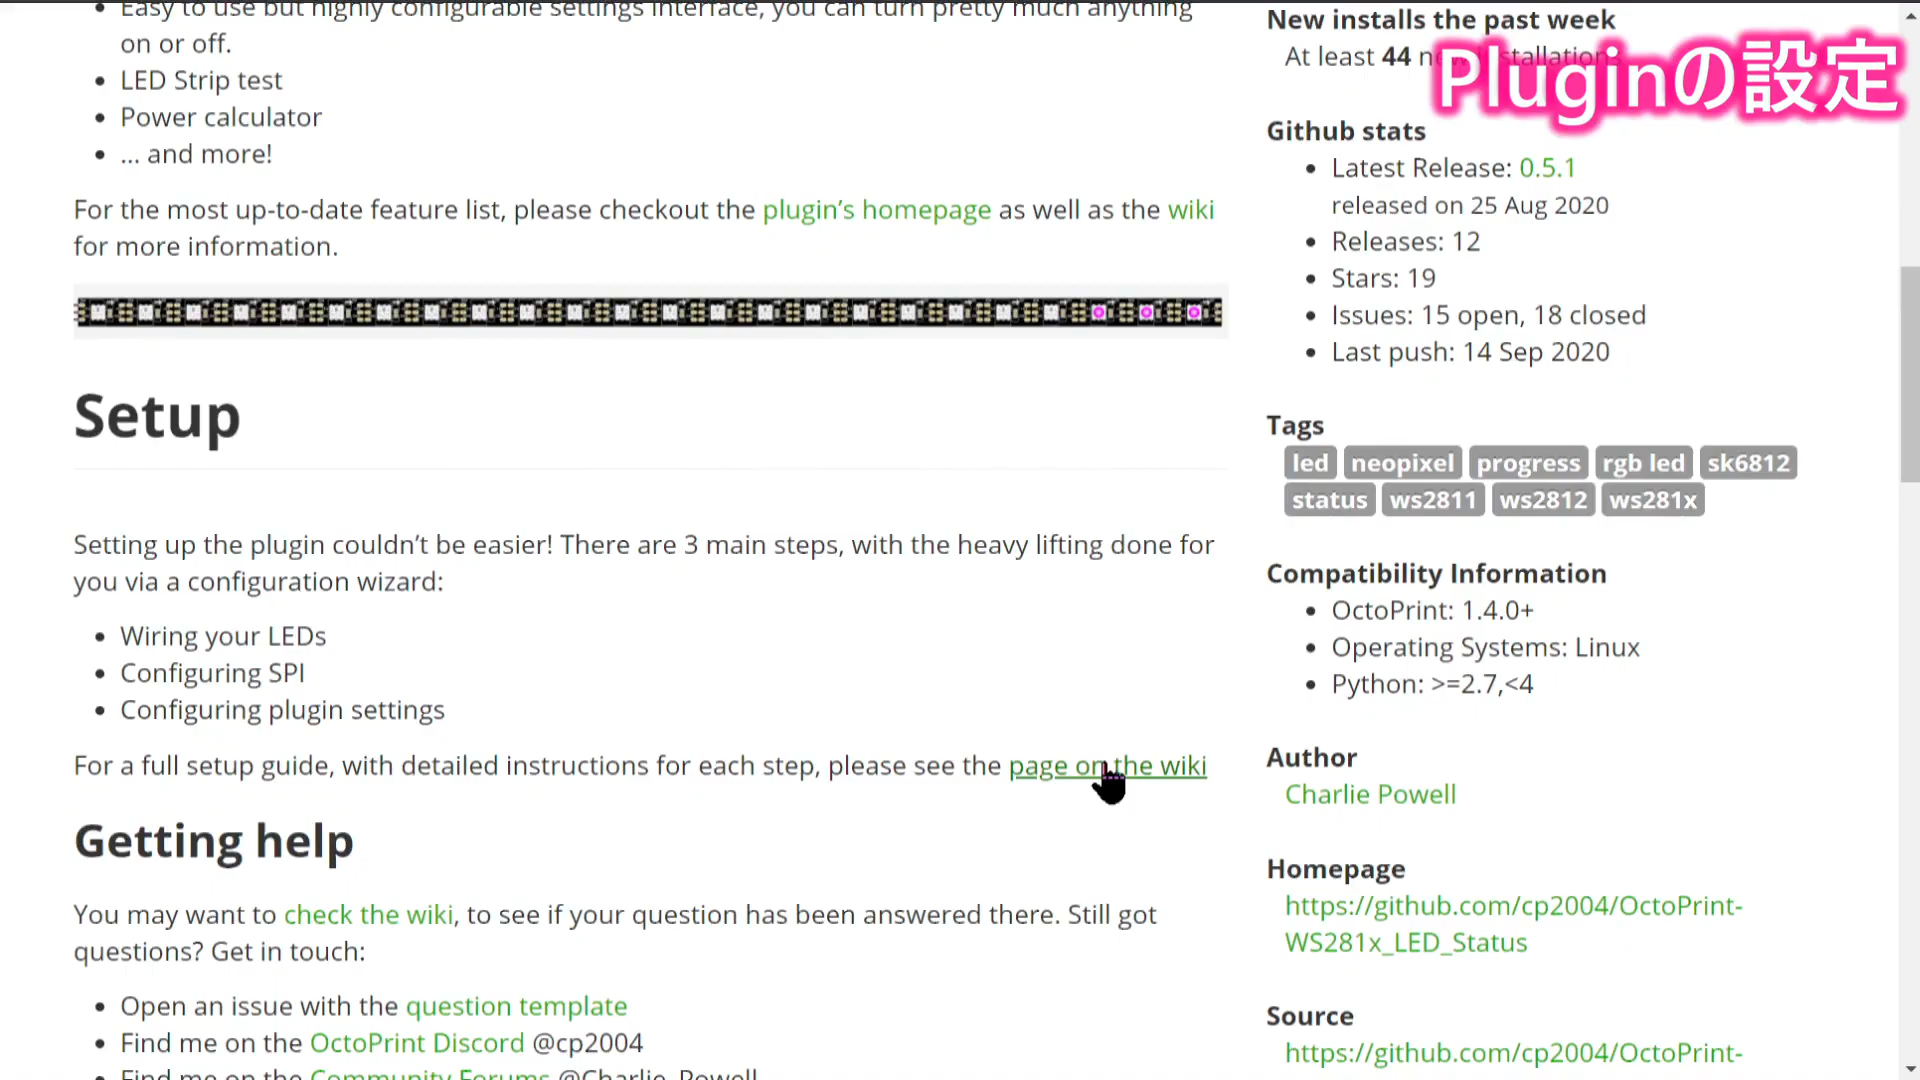 Easy to use but highly configurable settings interface, you can turn pretty much anything
on or off.
LED Strip test
Power calculator
... and more!
For the most up-to-date feature list, please checkout the plugin's homepage as well as the wiki
for more information.
Setup
Setting up the plugin couldn't be easier! There are 3 main steps, with the heavy lifting done for
you via a configuration wizard:
Wiring your LEDs
Configuring SPI
Configuring plugin settings
For a full setup guide, with detailed instructions for each step, please see the page on the wiki
Getting help
You may want to check the wiki, to see if your question has been answered there. Still got
questions? Get in touch:
Open an issue with the question template
Find me on the OctoPrint Discord @cp2004
Find me on the Community Forums @Charlie_Powell
New installs the past week
At least 44 new installations
Pluginの設定
Github stats
Latest Release: 0.5.1
released on 25 Aug 2020
Releases: 12
Stars: 19
Issues: 15 open, 18 closed
Last push: 14 Sep 2020
Tags
led neopixel progress rgb led sk6812
status ws2811 ws2812 ws281x
Compatibility Information
OctoPrint: 1.4.0+
Operating Systems: Linux
Python: >=2.7,<4
Author
Charlie Powell
Homepage
https://github.com/cp2004/OctoPrint-
WS281x_LED_Status
Source
https://github.com/cp2004/OctoPrint-